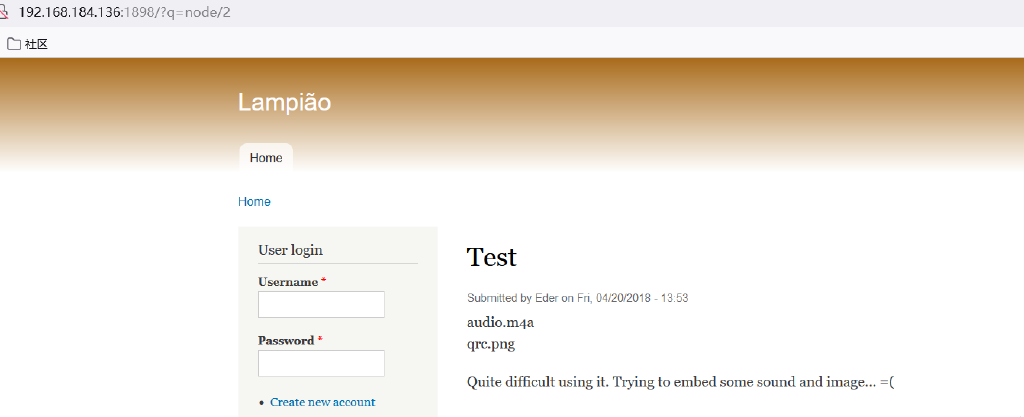 192.168.184.136:1898/?q=node/2
社区
Lampião
Home
Home
User login
Username *
Password *
Create new account
Test
Submitted by Eder on Fri, 04/20/2018 - 13:53
audio.m4a
qrc.png
Quite difficult using it. Trying to embed some sound and image... =(